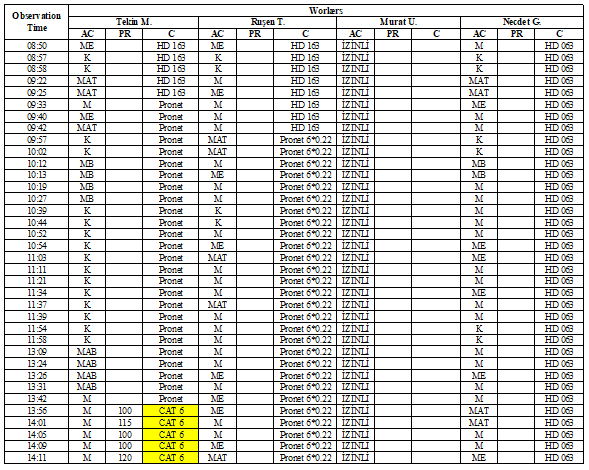 Observation Time Workers
Tekin M. Ruşen T. Murat U. Necdet G.
AC PR C AC PR C AC PR C AC PR C
08:50 ME HD 163 ME HD 163 İZİNLİ M HD 063
08:57 K HD 163 K HD 163 İZİNLİ K HD 063
08:58 K HD 163 K HD 163 İZİNLİ K HD 063
09:22 MAT HD 163 M HD 163 İZİNLİ MAT HD 063
09:25 MAT HD 163 ME HD 163 İZİNLİ MAT HD 063
09:33 M Pronet M HD 163 İZİNLİ ME HD 063
09:40 ME Pronet M HD 163 İZİNLİ M HD 063
09:42 MAT Pronet M HD 163 İZİNLİ M HD 063
09:57 K Pronet MAT Pronet 6*0.22 İZİNLİ K HD 063
10:02 K Pronet MAT Pronet 6*0.22 İZİNLİ K HD 063
10:12 MB Pronet M Pronet 6*0.22 İZİNLİ MB HD 063
10:13 MB Pronet ME Pronet 6*0.22 İZİNLİ MB HD 063
10:19 MB Pronet M Pronet 6*0.22 İZİNLİ M HD 063
10:27 MB Pronet M Pronet 6*0.22 İZİNLİ M HD 063
10:39 K Pronet K Pronet 6*0.22 İZİNLİ M HD 063
10:44 K Pronet K Pronet 6*0.22 İZİNLİ M HD 063
10:52 K Pronet M Pronet 6*0.22 İZİNLİ M HD 063
10:54 K Pronet ME Pronet 6*0.22 İZİNLİ ME HD 063
11:03 K Pronet MAT Pronet 6*0.22 İZİNLİ ME HD 063
11:11 K Pronet M Pronet 6*0.22 İZİNLİ M HD 063
11:21 K Pronet M Pronet 6*0.22 İZİNLİ M HD 063
11:34 K Pronet M Pronet 6*0.22 İZİNLİ ME HD 063
11:37 K Pronet MAT Pronet 6*0.22 İZİNLİ M HD 063
11:39 K Pronet M Pronet 6*0.22 İZİNLİ M HD 063
11:54 K Pronet M Pronet 6*0.22 İZİNLİ K HD 063
11:58 K Pronet M Pronet 6*0.22 İZİNLİ K HD 063
13:09 MAB Pronet M Pronet 6*0.22 İZİNLİ M HD 063
13:24 MAB Pronet M Pronet 6*0.22 İZİNLİ M HD 063
13:26 MAB Pronet ME Pronet 6*0.22 İZİNLİ ME HD 063
13:31 MAB Pronet M Pronet 6*0.22 İZİNLİ M HD 063
13:42 M Pronet ME Pronet 6*0.22 İZİNLİ M HD 063
13:56 M 100 CAT 6 ME Pronet 6*0.22 İZİNLİ MAT HD 063
14:01 M 115 CAT 6 M Pronet 6*0.22 İZİNLİ MAT HD 063
14:05 M 100 CAT 6 M Pronet 6*0.22 İZİNLİ M HD 063
14:09 M 100 CAT 6 ME Pronet 6*0.22 İZİNLİ M HD 063
14:11 M 120 CAT 6 MAT Pronet 6*0.22 İZİNLİ ME HD 063